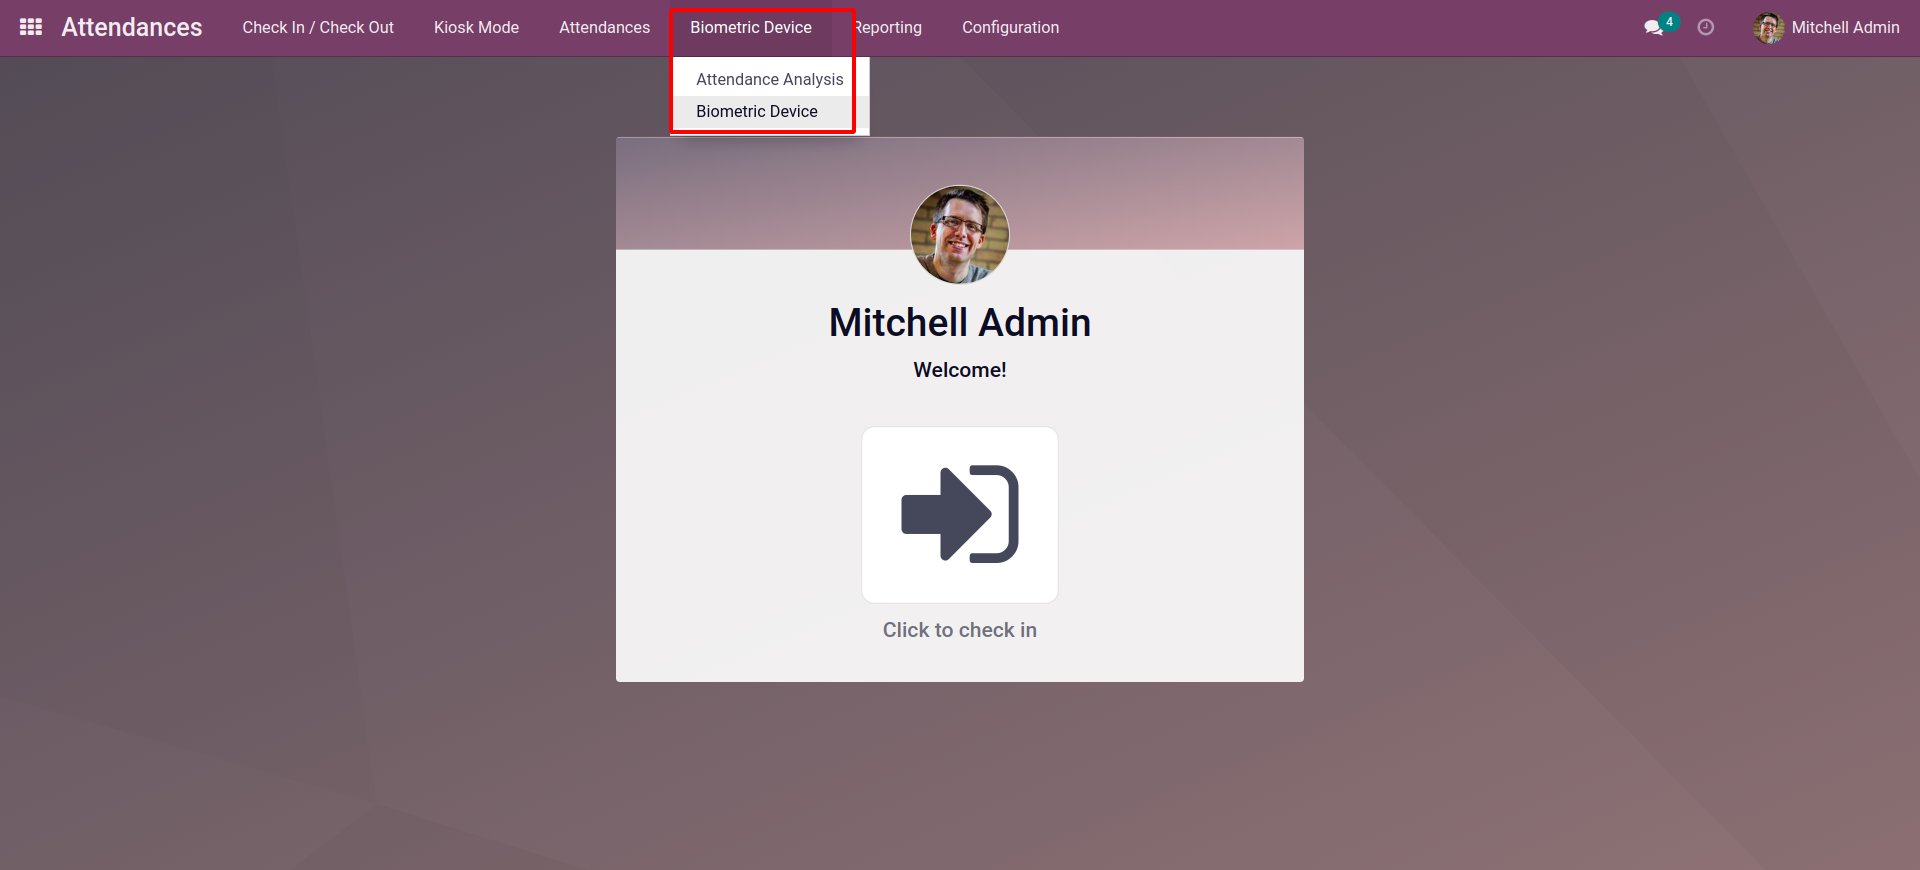 Attendances Check In / Check Out Kiosk Mode Attendances Biometric Device Reporting Configuration 4 Mitchell Admin
Attendance Analysis
Biometric Device
Mitchell Admin
Welcome!
Click to check in